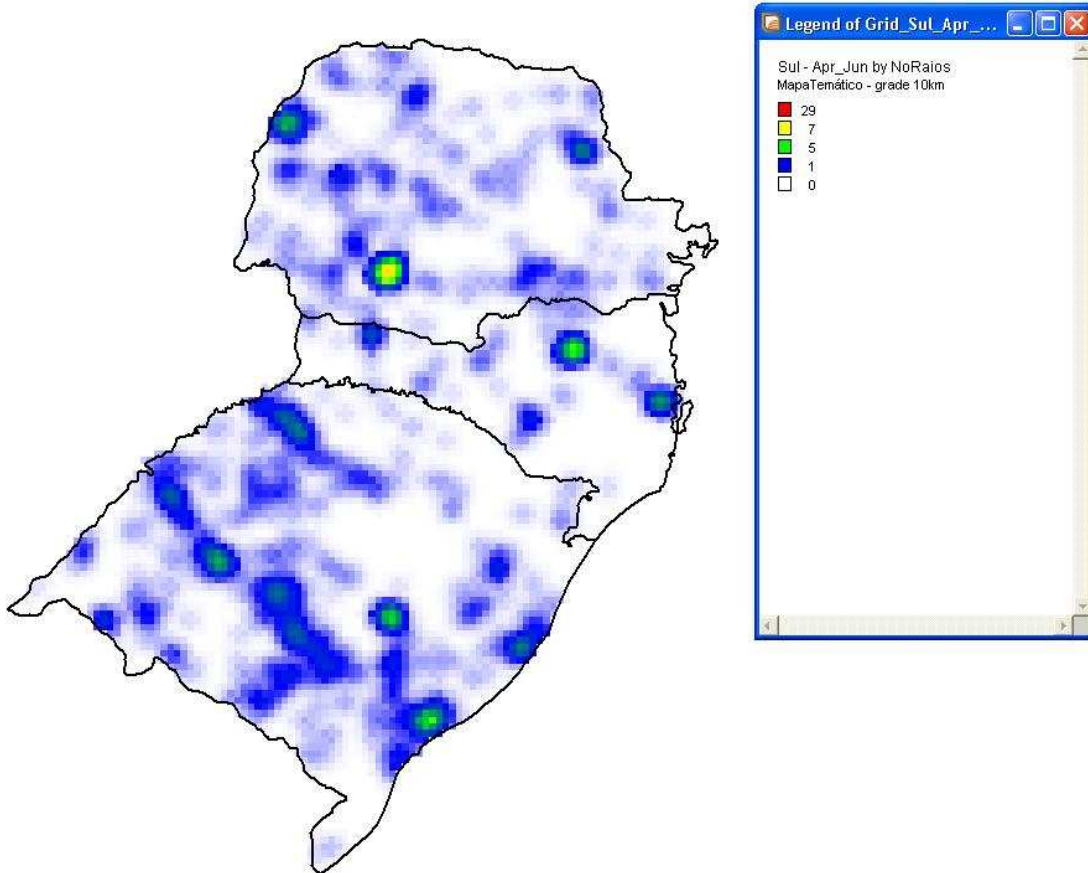 Legend of Grid_Sul_Apr_...
Sul - Apr_Jun by NoRaios
MapaTemático - grade 10km
29
7
5
1
0